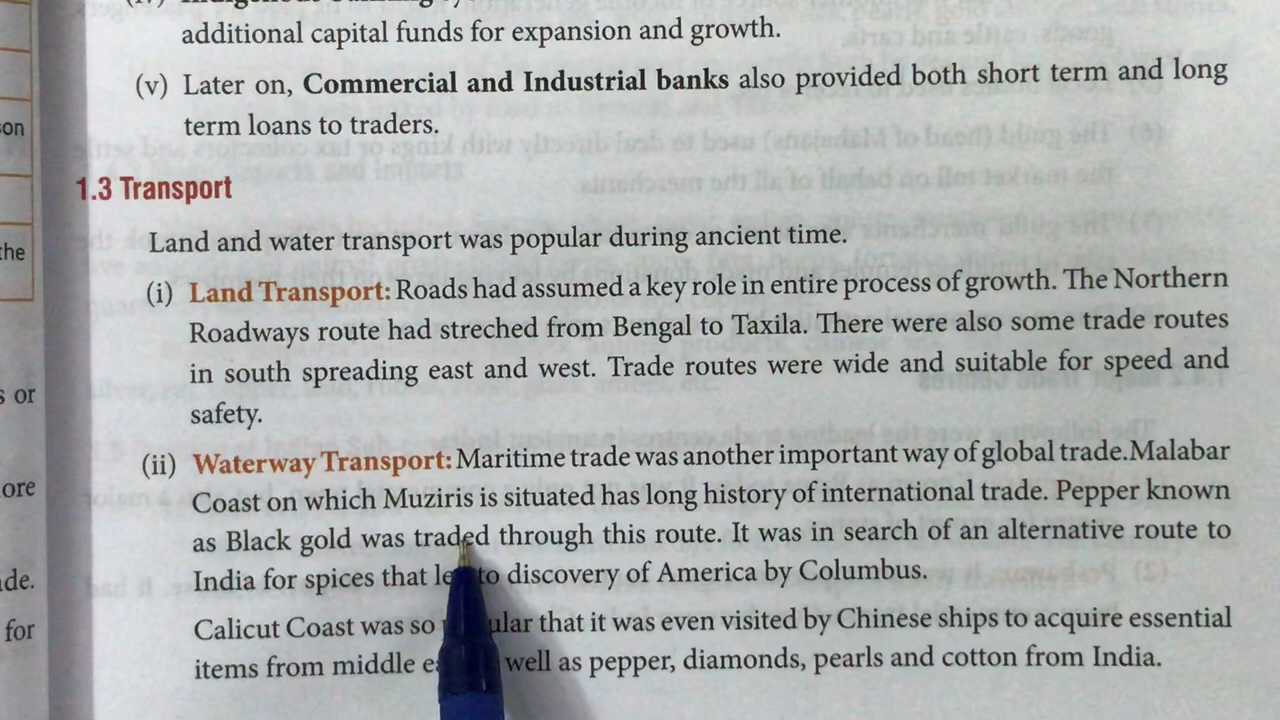 additional capital funds for expansion and growth.
(v) Later on, Commercial and Industrial banks also provided both short term and long
term loans to traders.
1.3 Transport
Land and water transport was popular during ancient time.
(i) Land Transport: Roads had assumed a key role in entire process of growth. The Northern
Roadways route had streched from Bengal to Taxila. There were also some trade routes
in south spreading east and west. Trade routes were wide and suitable for speed and
safety.
(ii) Waterway Transport: Maritime trade was another important way of global trade.Malabar
Coast on which Muziris is situated has long history of international trade. Pepper known
as Black gold was traded through this route. It was in search of an alternative route to
India for spices that to discovery of America by Columbus.
Calicut Coast was so that it was even visited by Chinese ships to acquire essential
items from middle well as pepper, diamonds, pearls and cotton from India.
on
the
s or
ore
de.
for